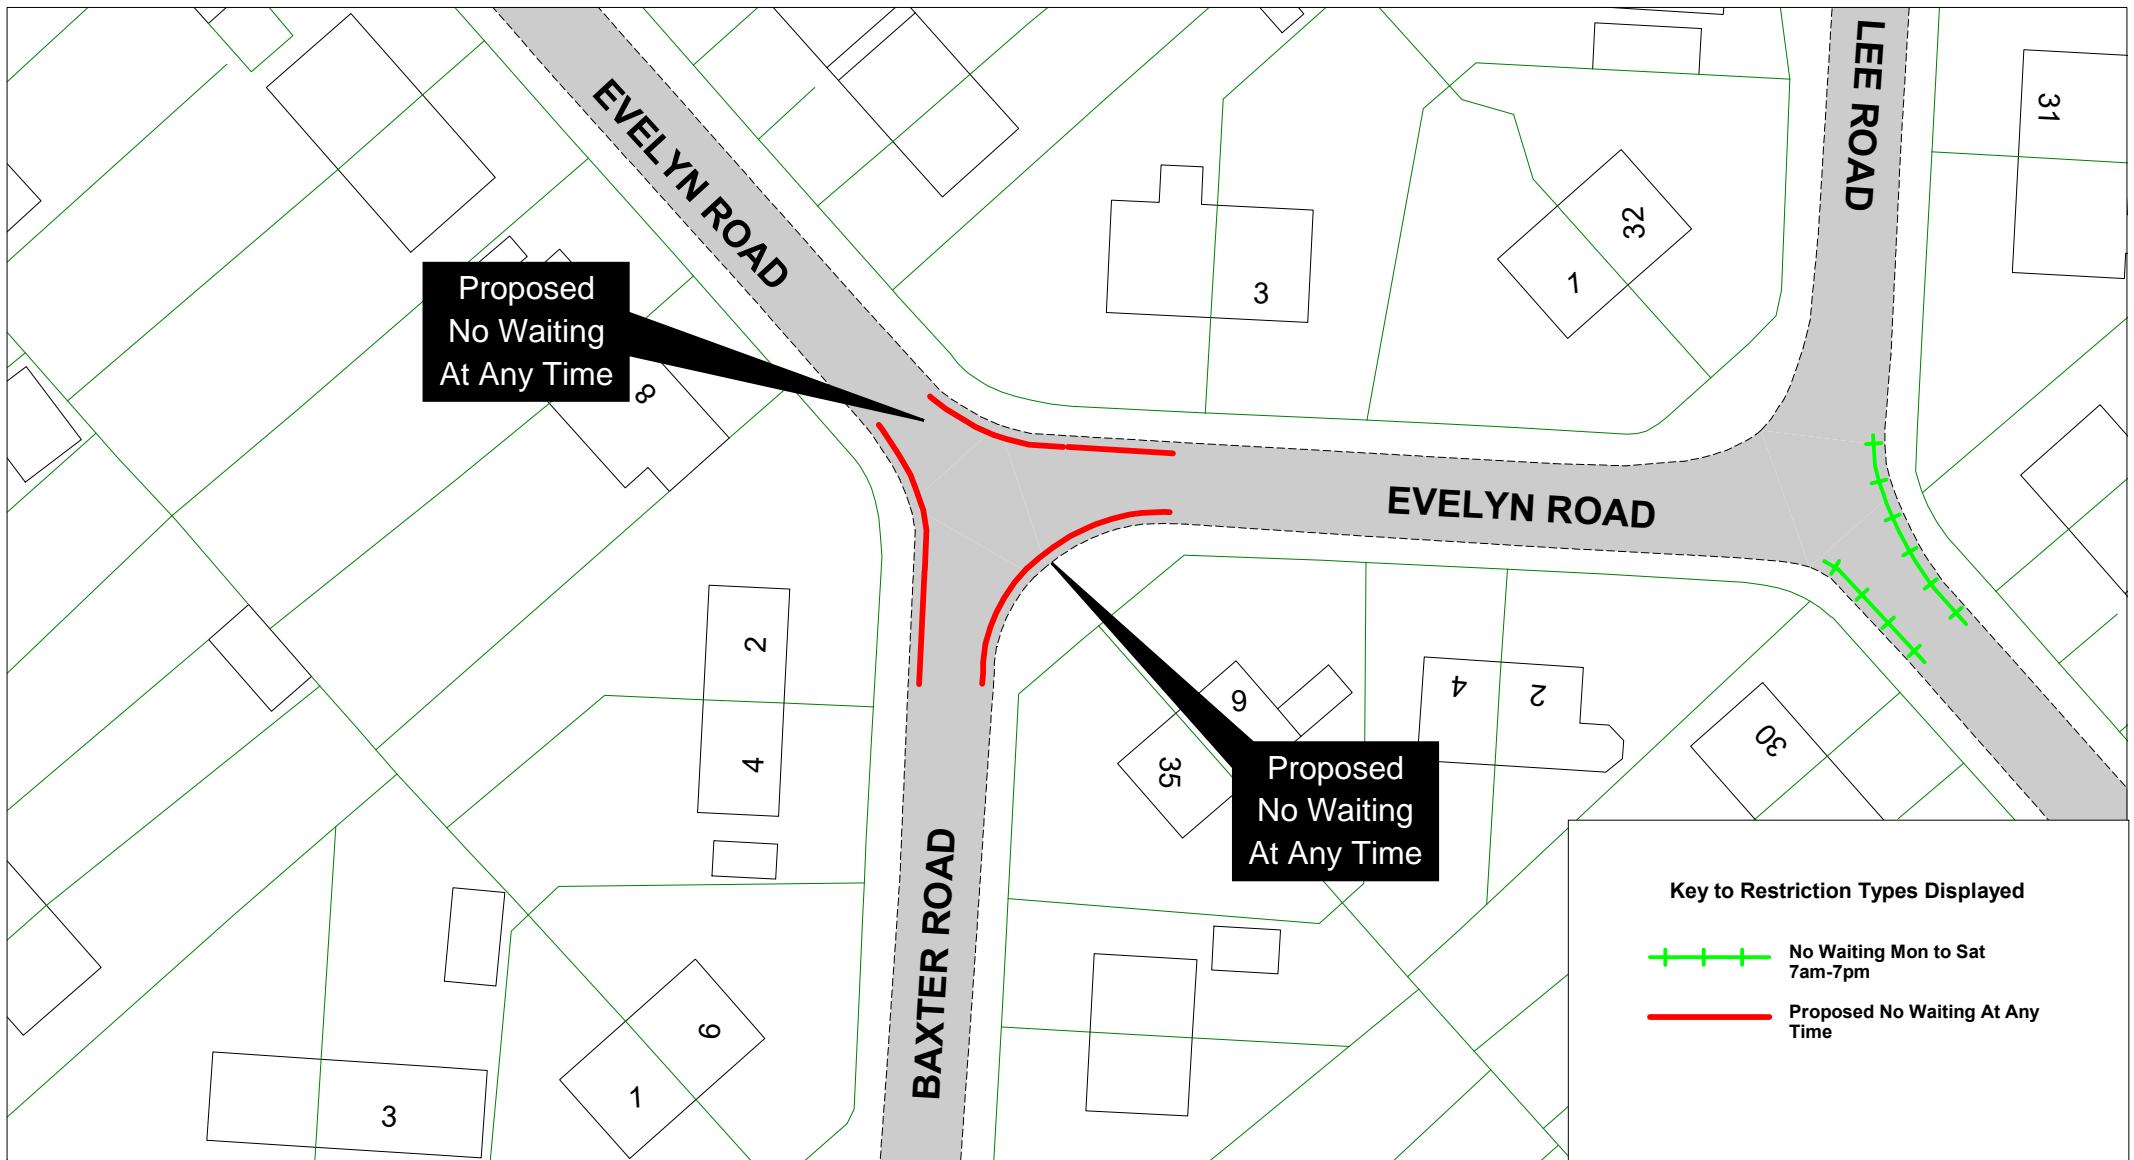 LEE ROAD
31
EVELYN ROAD
32
1
3
Proposed
No Waiting
At Any Time
8
EVELYN ROAD
2
4
6
35
4
2
30
Proposed
No Waiting
At Any Time
BAXTER ROAD
6
1
3
Key to Restriction Types Displayed
No Waiting Mon to Sat
7am-7pm
Proposed No Waiting At Any
Time